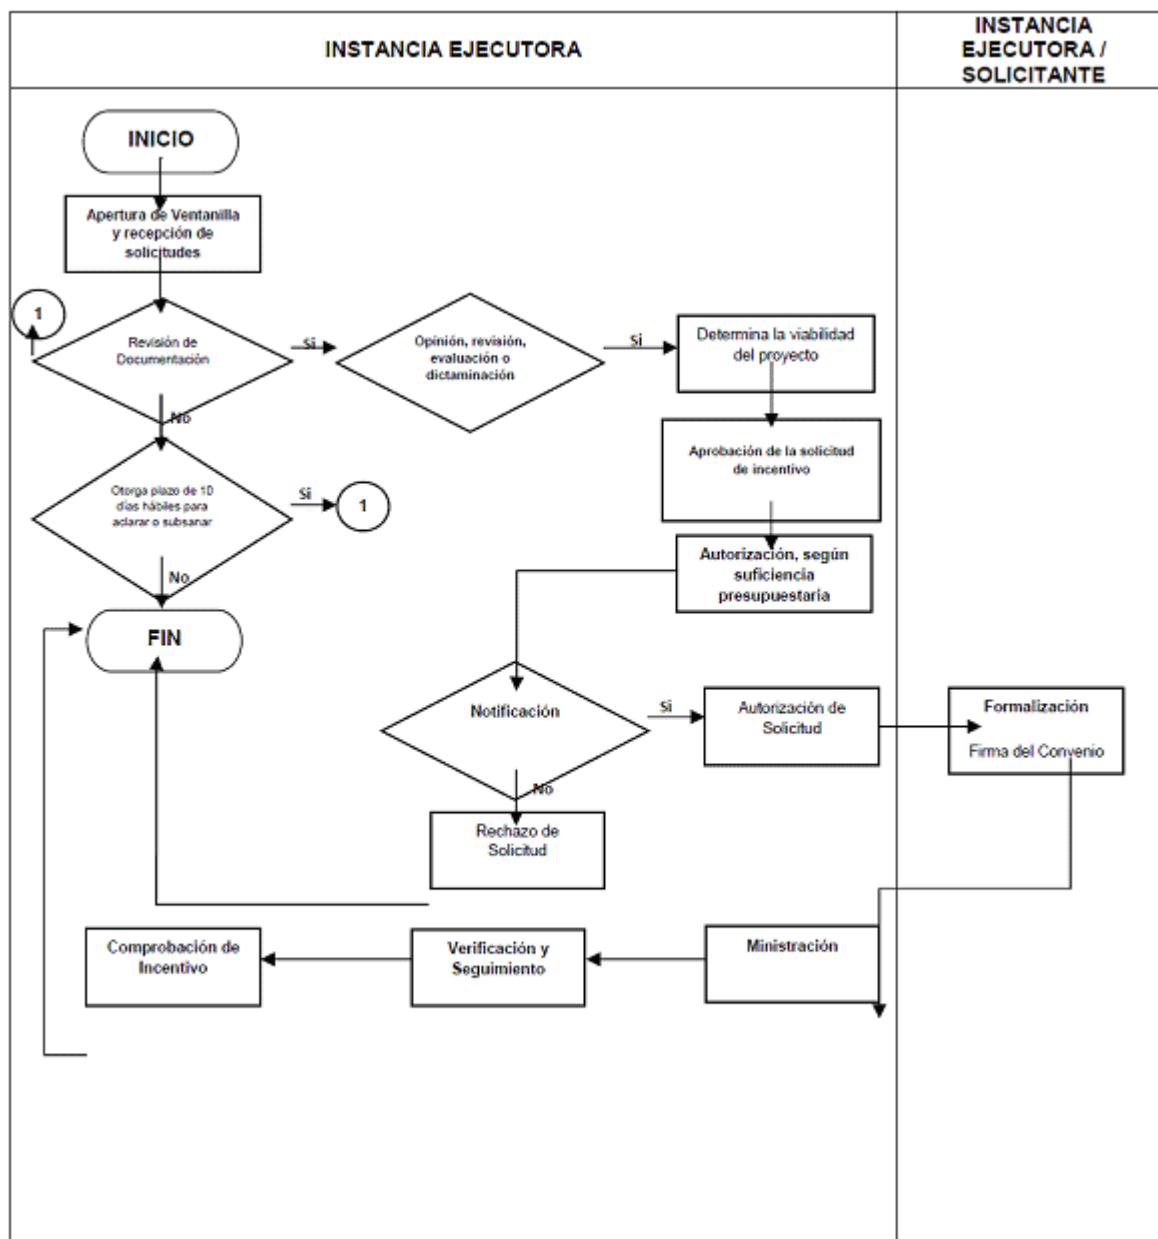 INSTANCIA EJECUTORA
INSTANCIA
EJECUTORA /
SOLICITANTE
INICIO
Apertura de Ventanilla
y recepción de
solicitudes
1
Revisión de
Documentación
Si
Opinión, revisión,
evaluación o
dictaminación
Si
Determina la viabilidad
del proyecto
No
Aprobación de la solicitud
de incentivo
Otorga plazo de 10
días hábiles para
aclarar o subsanar
Si
1
No
Autorización, según
suficiencia
presupuestaria
FIN
Notificación
Si
Autorización de
Solicitud
Formalización
Firma del Convenio
No
Rechazo de
Solicitud
Comprobación de
Incentivo
Verificación y
Seguimiento
Ministración